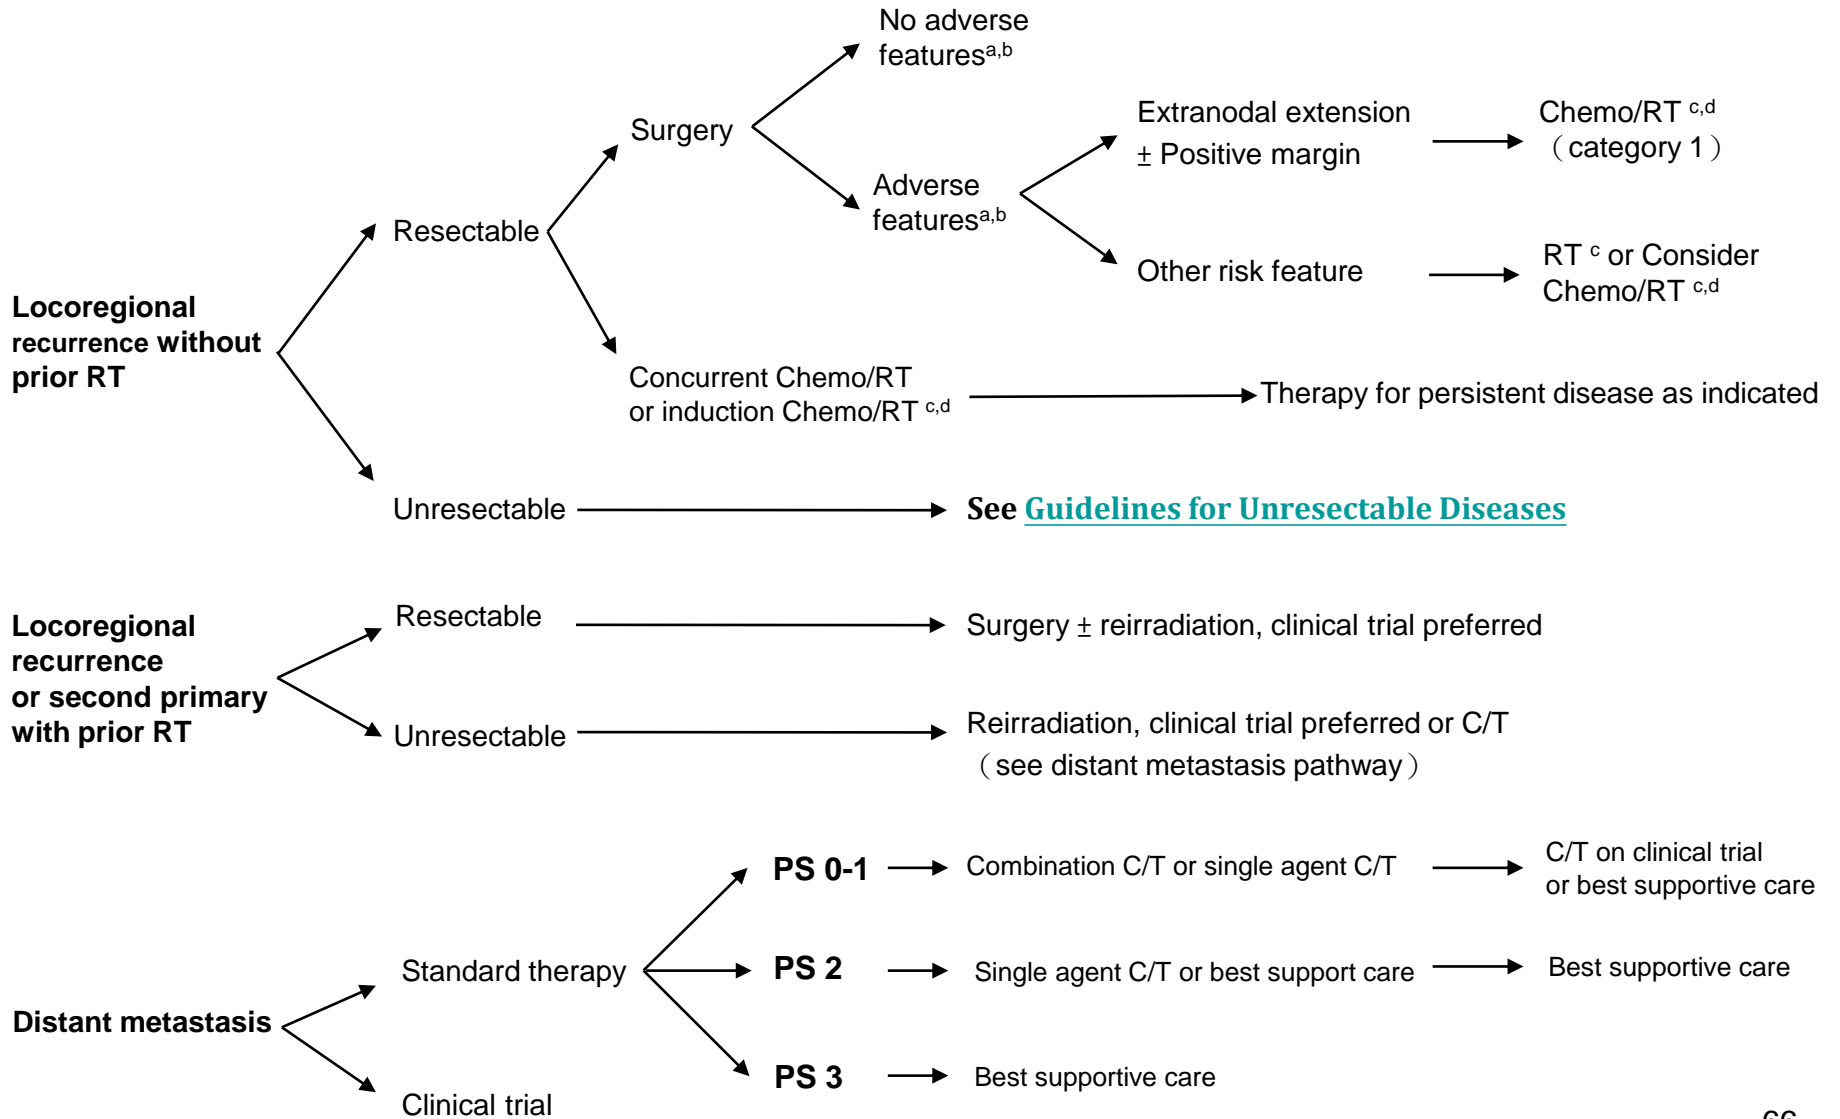 No adverse
features^a,b
Surgery
Extranodal extension
± Positive margin
Chemo/RT c,d
（category 1）
Adverse
features^a,b
Resectable
Other risk feature
RT c or Consider
Chemo/RT c,d
Locoregional
recurrence without
prior RT
Concurrent Chemo/RT
or induction Chemo/RT c,d
Therapy for persistent disease as indicated
Unresectable
See Guidelines for Unresectable Diseases
Locoregional
recurrence
or second primary
with prior RT
Resectable
Surgery ± reirradiation, clinical trial preferred
Unresectable
Reirradiation, clinical trial preferred or C/T
（see distant metastasis pathway）
PS 0-1
Combination C/T or single agent C/T
C/T on clinical trial
or best supportive care
Standard therapy
PS 2
Single agent C/T or best support care
Best supportive care
Distant metastasis
PS 3
Best supportive care
Clinical trial
66